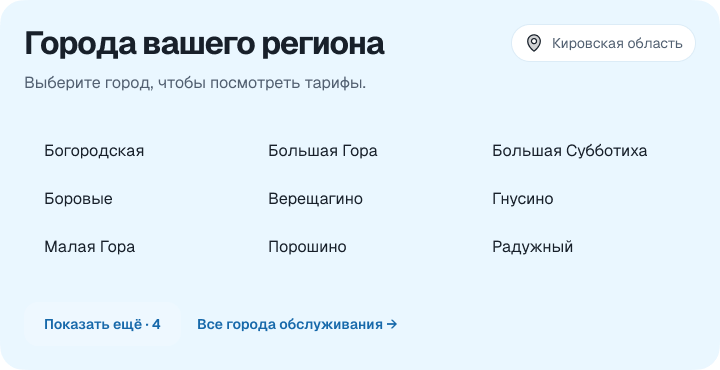 Города вашего региона
Кировская область
Выберите город, чтобы посмотреть тарифы.
Богородская
Большая Гора
Большая Субботиха
Боровые
Верещагино
Гнусино
Малая Гора
Порошино
Радужный
Показать ещё · 4
Все города обслуживания →